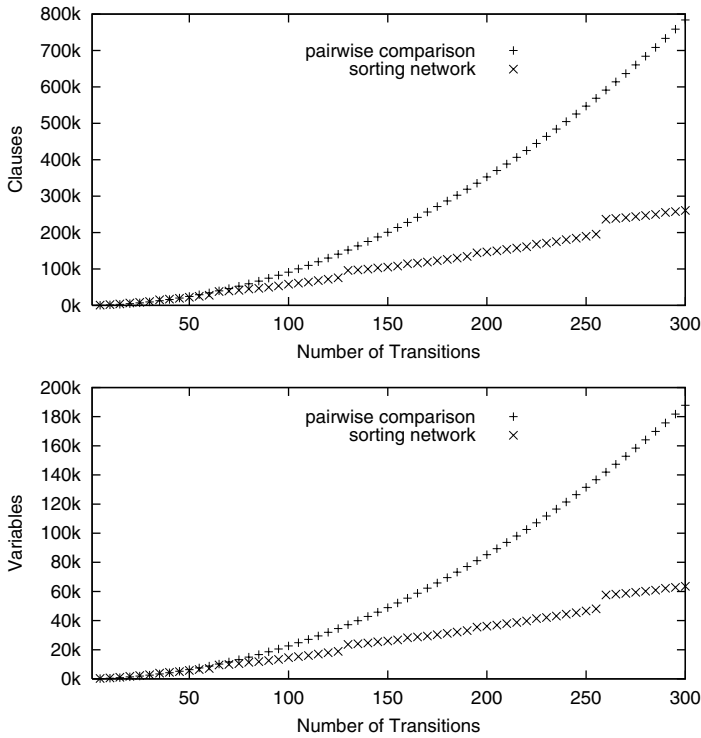 800k
700k
600k
500k
400k
300k
200k
100k
0k
Clauses
pairwise comparison
sorting network
50 100 150 200 250 300
Number of Transitions
200k
180k
160k
140k
120k
100k
80k
60k
40k
20k
0k
Variables
pairwise comparison
sorting network
50 100 150 200 250 300
Number of Transitions